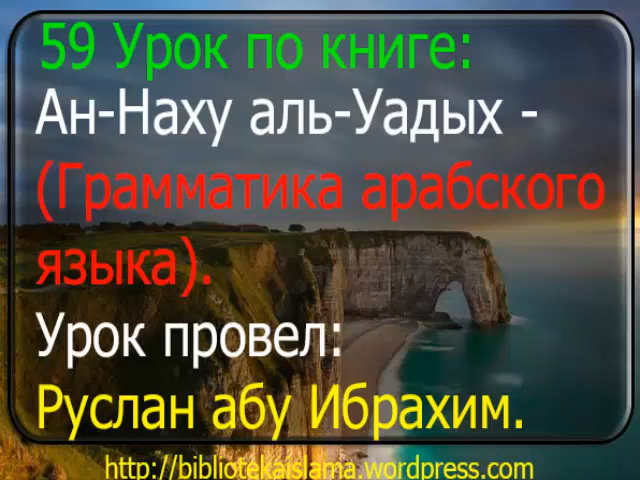 59 Урок по книге:
Ан-Наху аль-Уадых -
(Грамматика арабского
языка).
Урок провел:
Руслан абу Ибрахим.
http://bibliotekaislama.wordpress.com